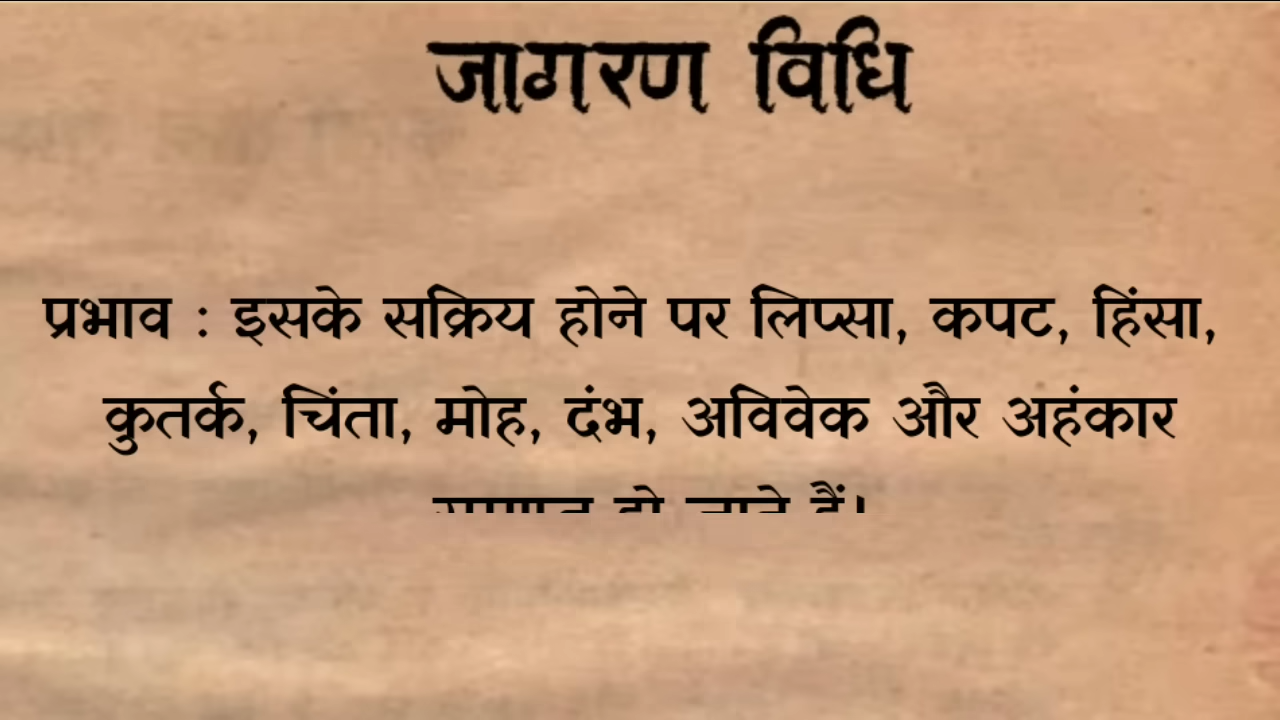 जागरण विधि
प्रभाव : इसके सक्रिय होने पर लिप्सा, कपट, हिंसा,
कुतर्क, चिंता, मोह, दंभ, अविवेक और अहंकार
हो जाते हैं।